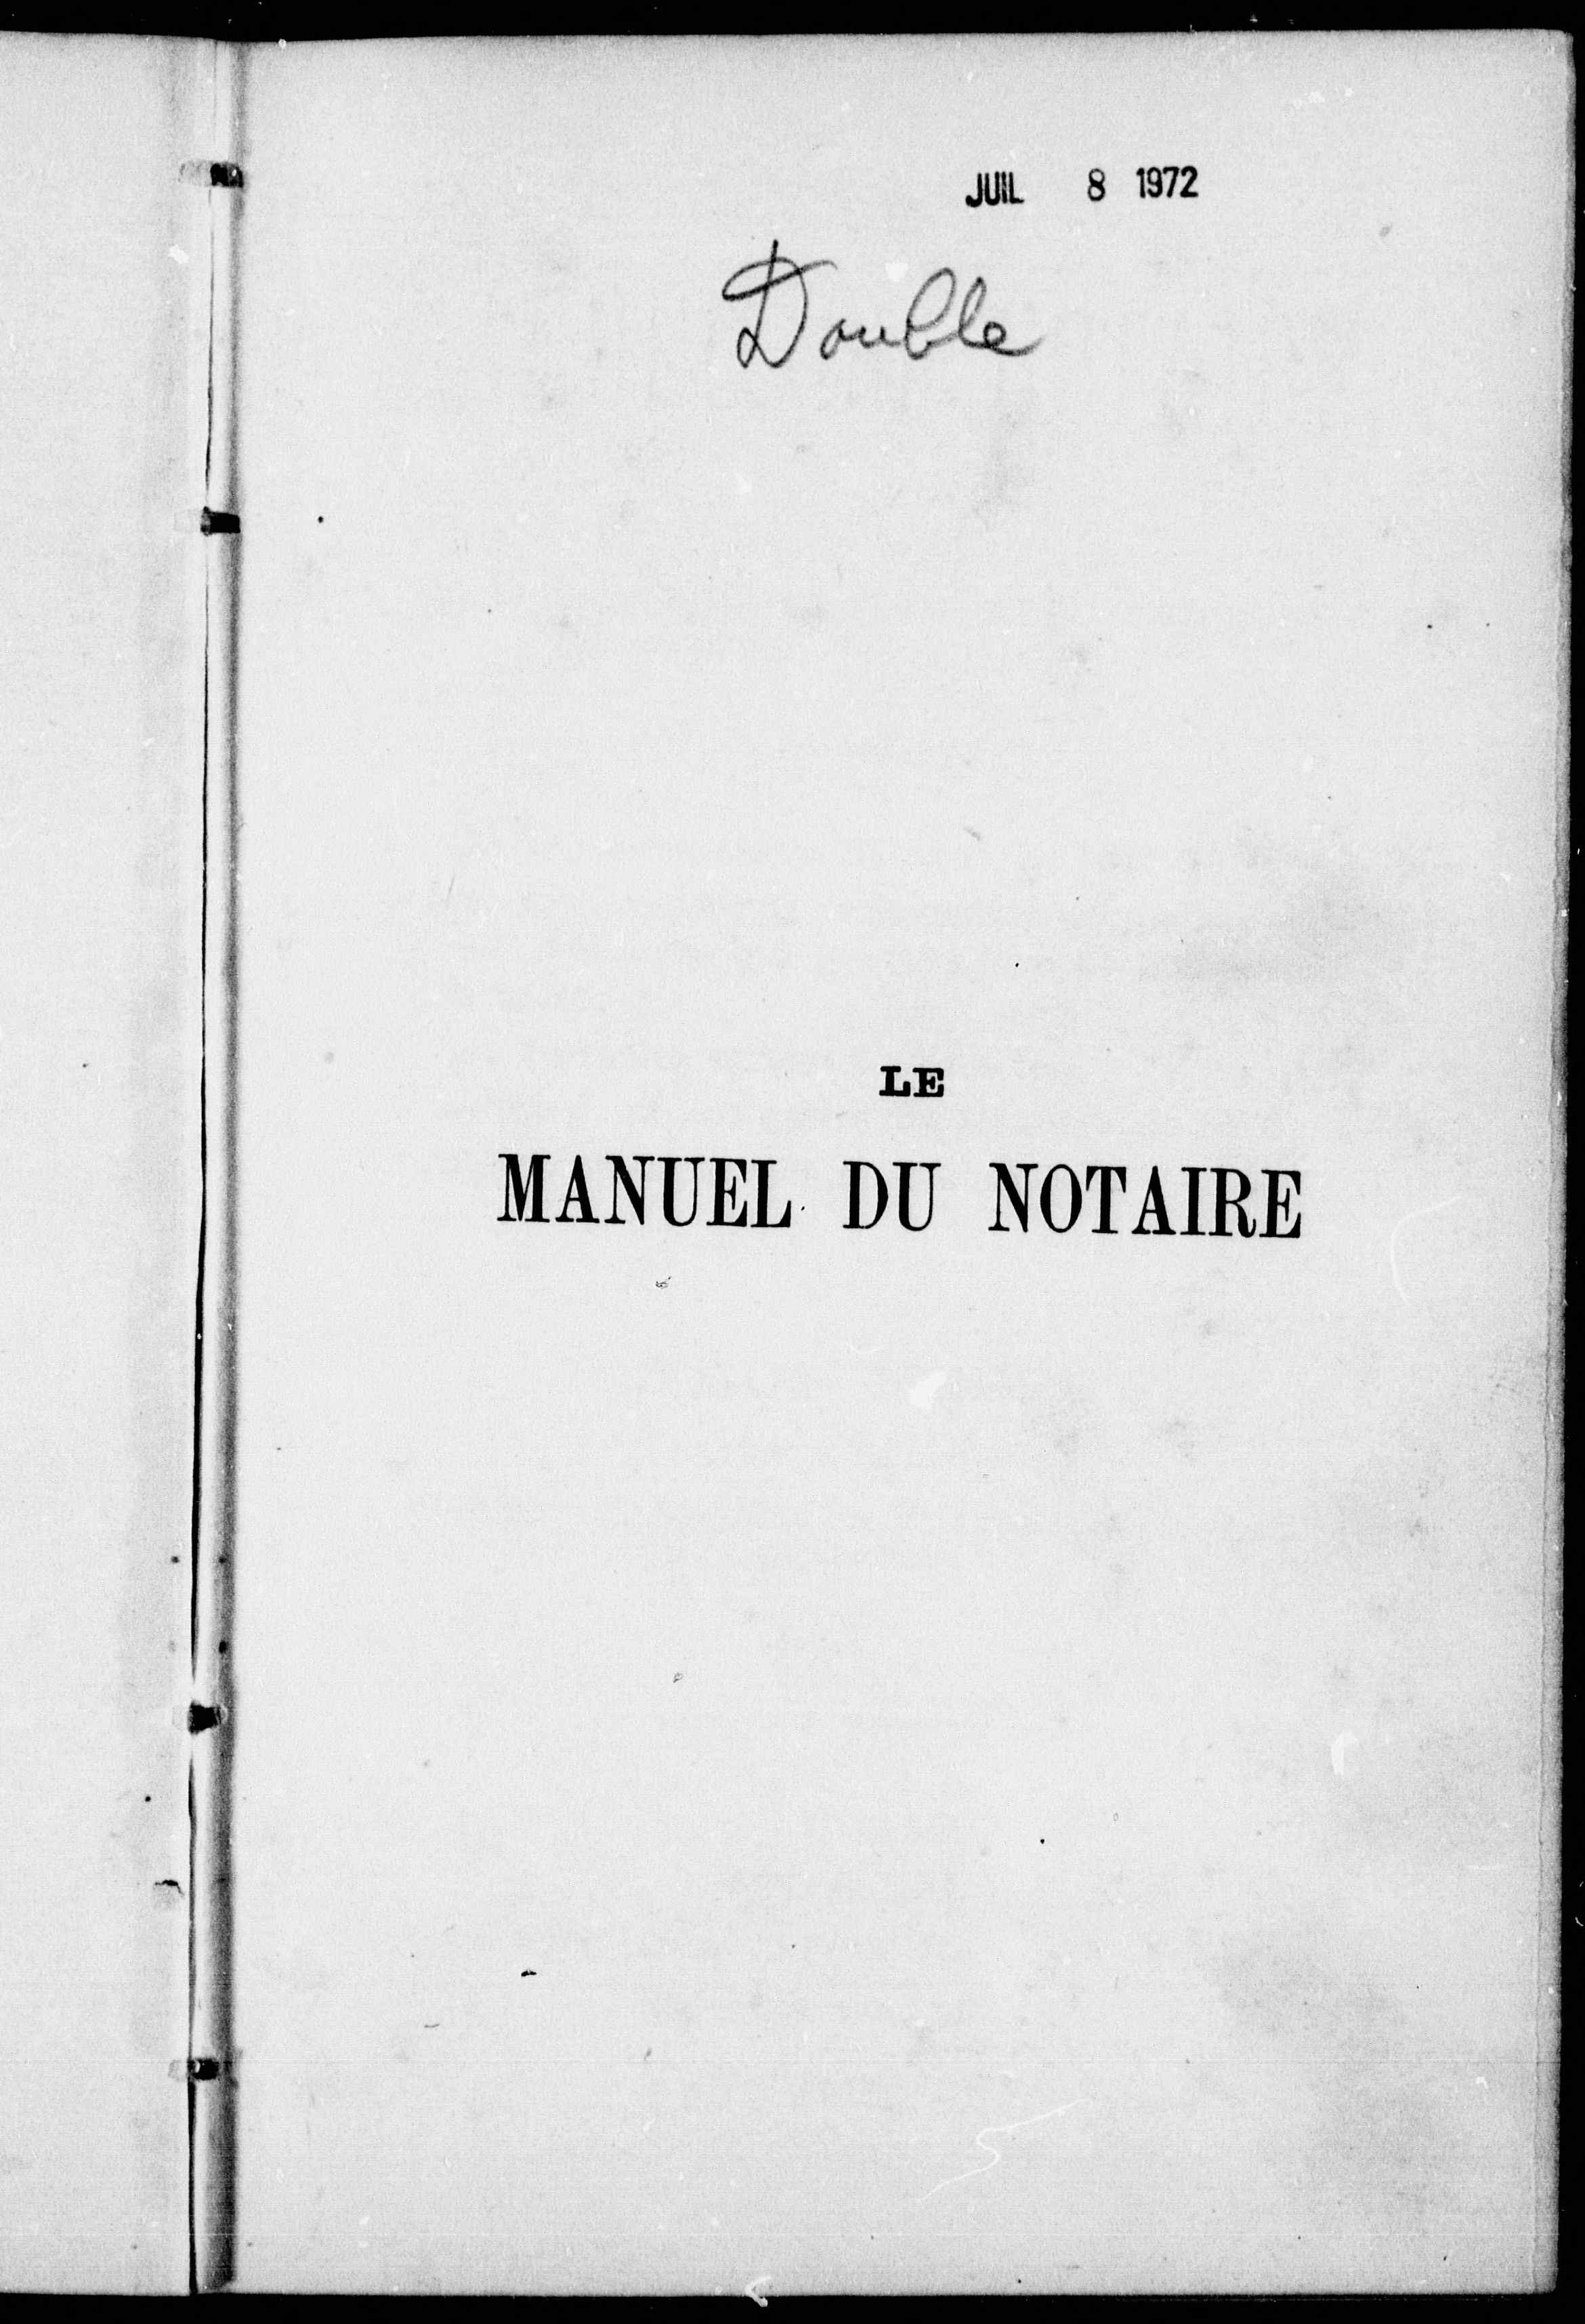 JUIL 8 1972
Double
LE
MANUEL DU NOTAIRE